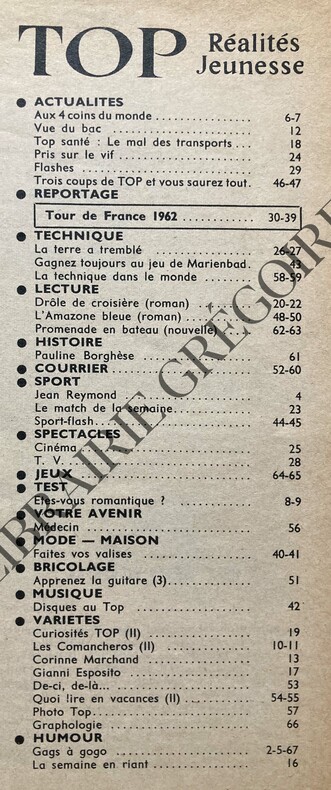 TOP Réalités
Jeunesse
● ACTUALITES
Aux 4 coins du monde .............. 6-7
Vue du bac .................... 12
Top santé : Le mal des transports... 18
Pris sur le vif .................... 24
Flashes .......................... 29
Trois coups de TOP et vous saurez tout. 46-47
● REPORTAGE
Tour de France 1962 .......... 30-39
● TECHNIQUE
La terre a tremblé .............. 26-27
Gagnez toujours au jeu de Marienbad. 43
La technique dans le monde ....... 58-59
● LECTURE
Drôle de croisière (roman) ........ 20-22
L'Amazone bleue (roman) .......... 48-50
Promenade en bateau (nouvelle) .... 62-63
● HISTOIRE
Pauline Borghèse ................ 61
● COURRIER .................... 52-60
● SPORT
Jean Reymond .................... 4
Le match de la semaine............ 23
Sport-flash........................ 44-45
● SPECTACLES
Cinéma .......................... 25
T. V. ............................ 28
● JEUX .......................... 64-65
● TEST
Etes-vous romantique ? .......... 8-9
● VOTRE AVENIR
Médecin ........................ 56
● MODE — MAISON
Faites vos valises ................ 40-41
● BRICOLAGE
Apprenez la guitare (3)............ 51
● MUSIQUE
Disques au Top .................. 42
● VARIETES
Curiosités TOP (II) .............. 19
Les Comancheros (II) ............ 10-11
Corinne Marchand ................ 13
Gianni Esposito .................. 17
De-ci, de-là... .................... 53
Quoi lire en vacances (II) ........ 54-55
Photo Top........................ 57
Graphologie ...................... 66
● HUMOUR
Gags à gogo .................... 2-5-67
La semaine en riant .............. 16
LIBRAIRIE GRÉGOIRE